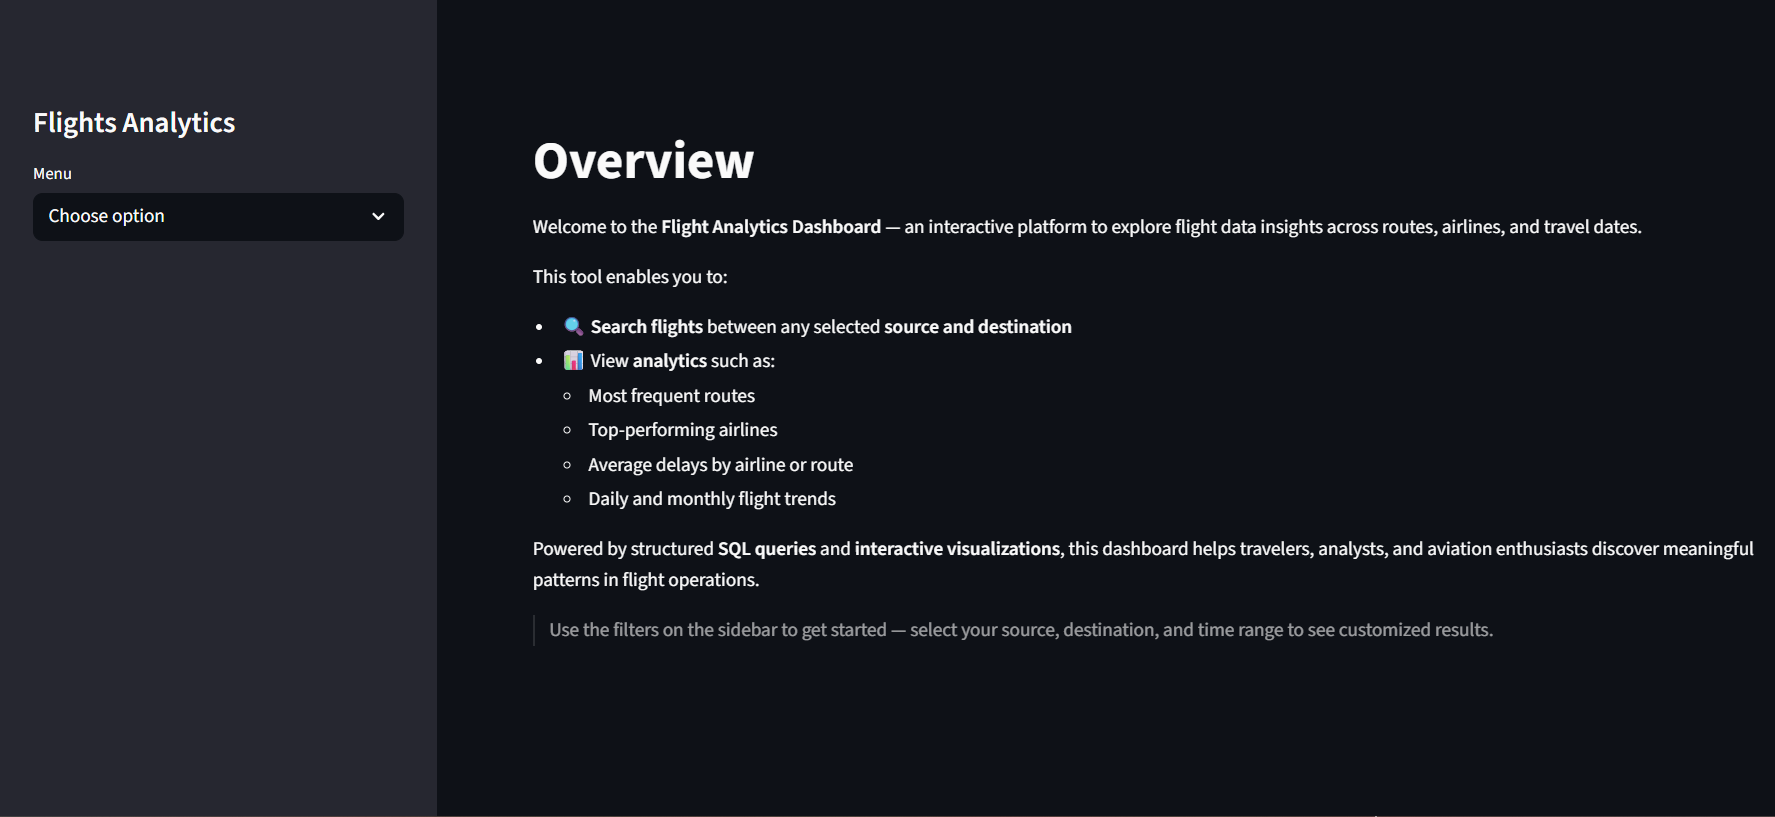 Flights Analytics
Menu
Choose option
Overview
Welcome to the Flight Analytics Dashboard — an interactive platform to explore flight data insights across routes, airlines, and travel dates.
This tool enables you to:
Search flights between any selected source and destination
View analytics such as:
Most frequent routes
Top-performing airlines
Average delays by airline or route
Daily and monthly flight trends
Powered by structured SQL queries and interactive visualizations, this dashboard helps travelers, analysts, and aviation enthusiasts discover meaningful
patterns in flight operations.
Use the filters on the sidebar to get started — select your source, destination, and time range to see customized results.